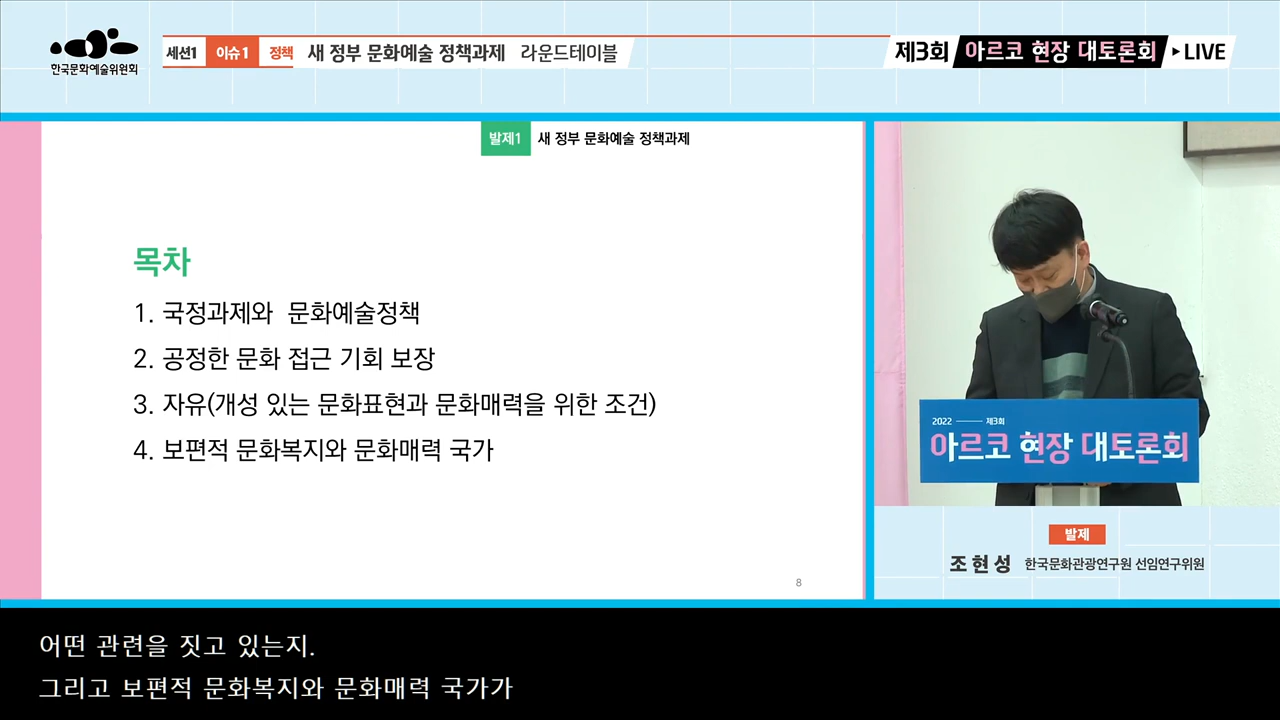 한국문화예술위원회
세션1 이슈1 정책 새 정부 문화예술 정책과제 라운드테이블
제3회 아르코 현장 대토론회 LIVE
발제1 새 정부 문화예술 정책과제
목차
1. 국정과제와 문화예술정책
2. 공정한 문화 접근 기회 보장
3. 자유(개성 있는 문화표현과 문화매력을 위한 조건)
4. 보편적 문화복지와 문화매력 국가
8
2022 제3회
아르코 현장 대토론회
발제
조현성 한국문화관광연구원 선임연구위원
어떤 관련을 짓고 있는지.
그리고 보편적 문화복지와 문화매력 국가가